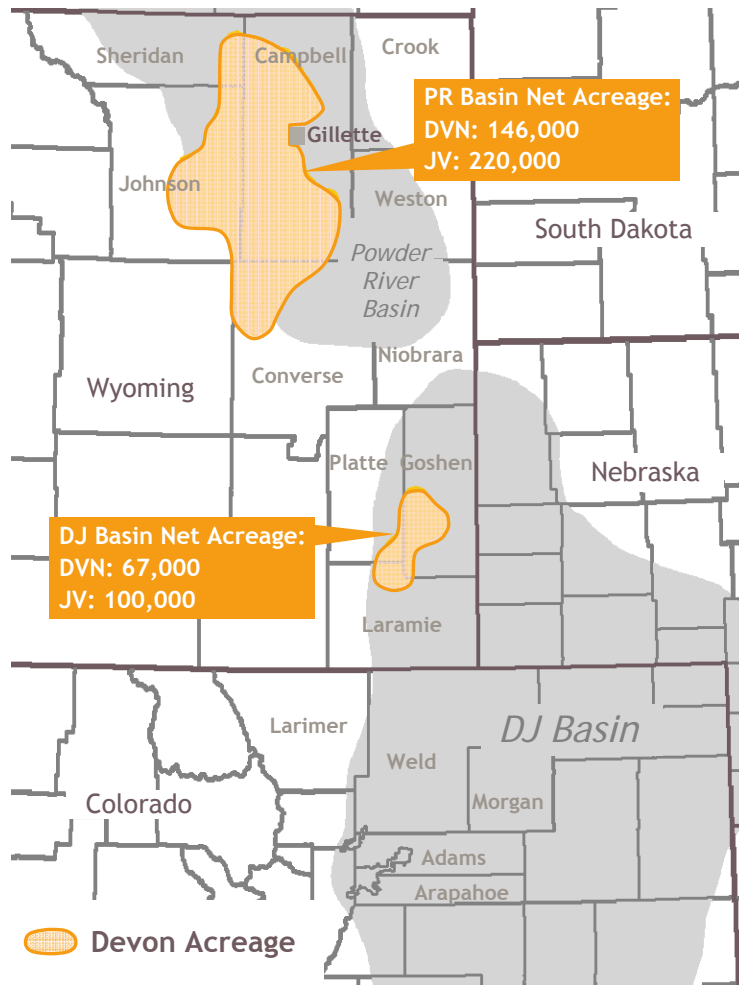 Sheridan
Campbell
Crook
PR Basin Net Acreage:
DVN: 146,000
JV: 220,000
Gillette
Johnson
Weston
South Dakota
Powder
River
Basin
Niobrara
Converse
Wyoming
Platte
Goshen
Nebraska
DJ Basin Net Acreage:
DVN: 67,000
JV: 100,000
Laramie
Larimer
DJ Basin
Weld
Morgan
Colorado
Adams
Arapahoe
Devon Acreage